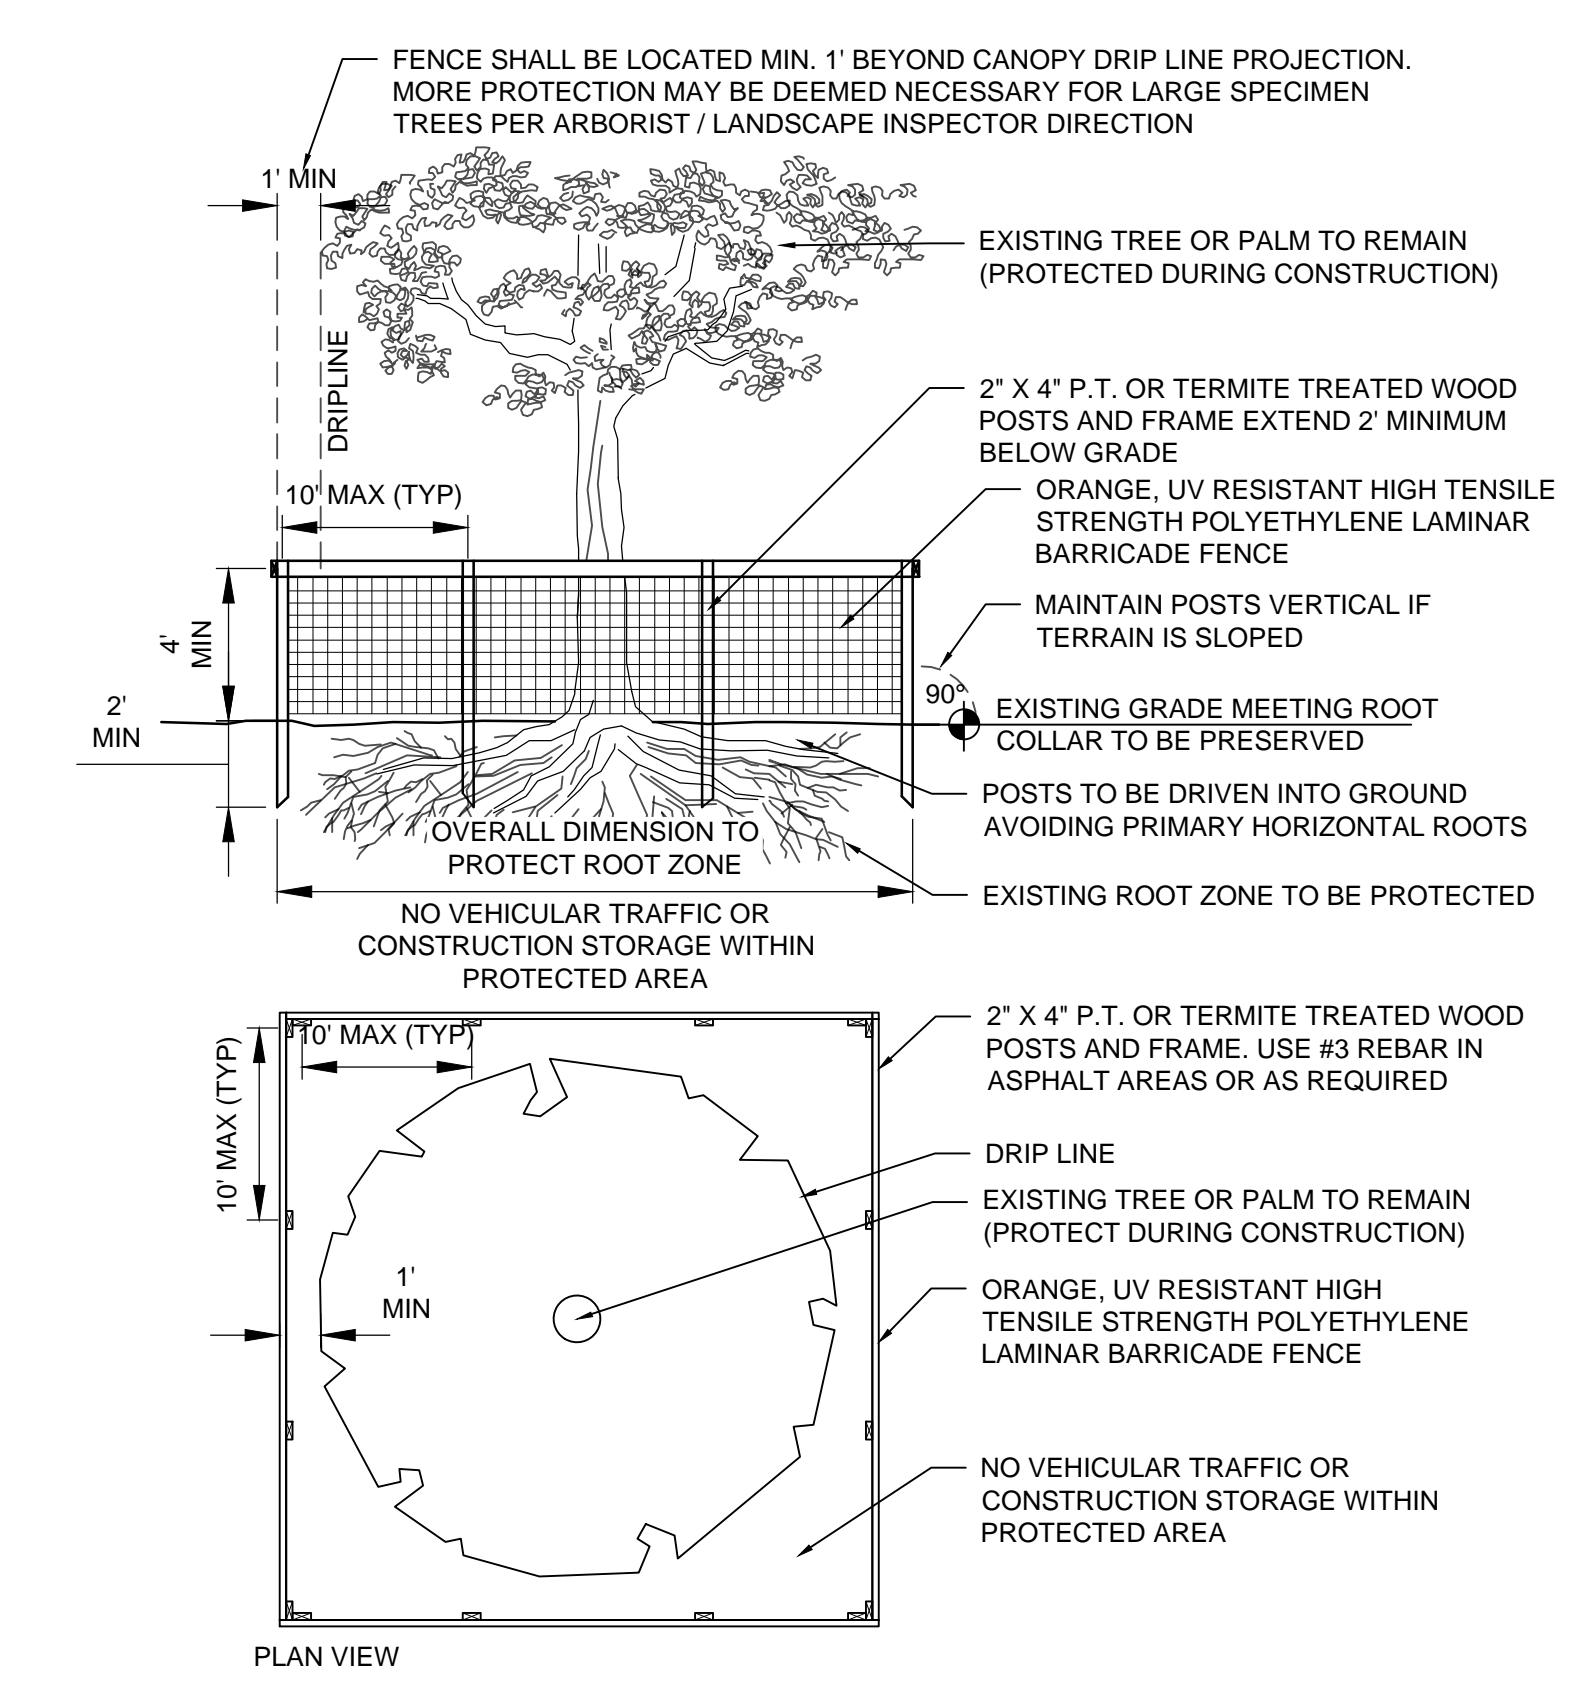 FENCE SHALL BE LOCATED MIN. 1' BEYOND CANOPY DRIP LINE PROJECTION.
MORE PROTECTION MAY BE DEEMED NECESSARY FOR LARGE SPECIMEN
TREES PER ARBORIST / LANDSCAPE INSPECTOR DIRECTION
1' MIN
EXISTING TREE OR PALM TO REMAIN
(PROTECTED DURING CONSTRUCTION)
DRIPLINE
2" X 4" P.T. OR TERMITE TREATED WOOD
POSTS AND FRAME EXTEND 2' MINIMUM
BELOW GRADE
10' MAX (TYP)
ORANGE, UV RESISTANT HIGH TENSILE
STRENGTH POLYETHYLENE LAMINAR
BARRICADE FENCE
4'
MIN
MAINTAIN POSTS VERTICAL IF
TERRAIN IS SLOPED
90°
2'
MIN
EXISTING GRADE MEETING ROOT
COLLAR TO BE PRESERVED
POSTS TO BE DRIVEN INTO GROUND
AVOIDING PRIMARY HORIZONTAL ROOTS
OVERALL DIMENSION TO
PROTECT ROOT ZONE
EXISTING ROOT ZONE TO BE PROTECTED
NO VEHICULAR TRAFFIC OR
CONSTRUCTION STORAGE WITHIN
PROTECTED AREA
10' MAX (TYP)
10' MAX (TYP)
2" X 4" P.T. OR TERMITE TREATED WOOD
POSTS AND FRAME. USE #3 REBAR IN
ASPHALT AREAS OR AS REQUIRED
DRIP LINE
EXISTING TREE OR PALM TO REMAIN
(PROTECT DURING CONSTRUCTION)
1'
MIN
ORANGE, UV RESISTANT HIGH
TENSILE STRENGTH POLYETHYLENE
LAMINAR BARRICADE FENCE
NO VEHICULAR TRAFFIC OR
CONSTRUCTION STORAGE WITHIN
PROTECTED AREA
PLAN VIEW